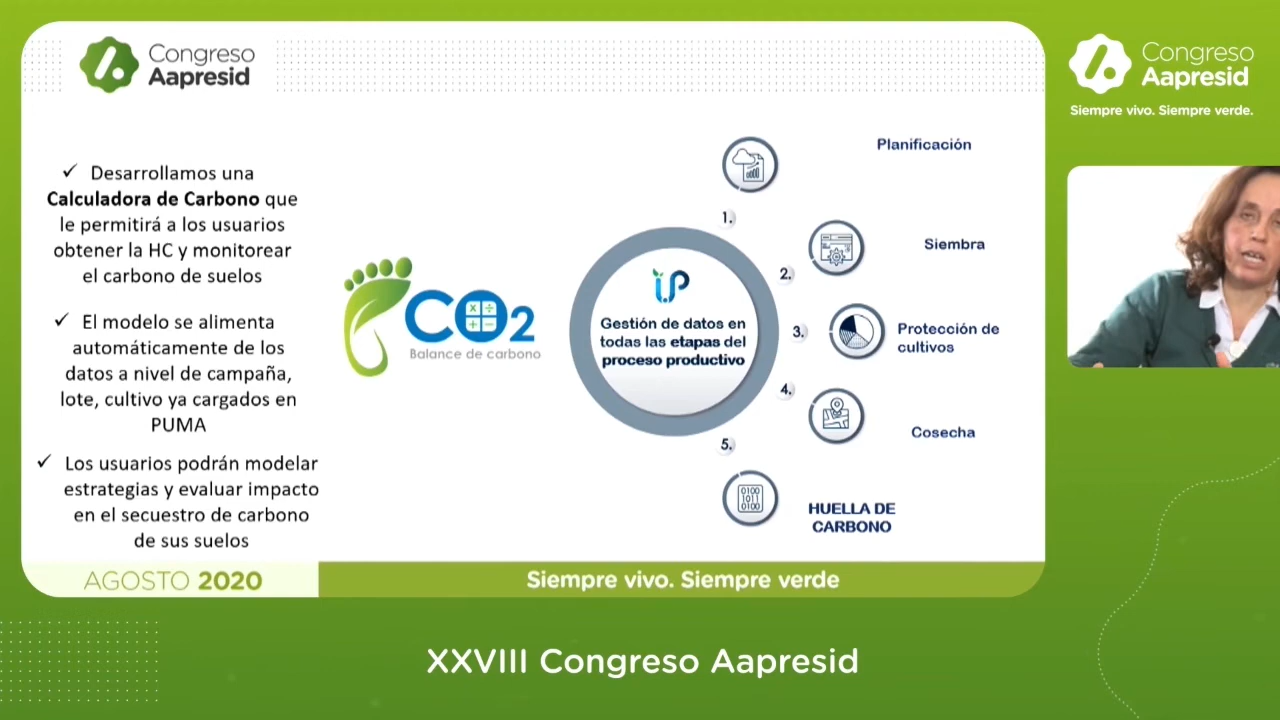 Congreso
Aapresid
Congreso
Aapresid
Siempre vivo. Siempre verde.
✓ Desarrollamos una
Calculadora de Carbono que
le permitirá a los usuarios
obtener la HC y monitorear
el carbono de suelos
✓ El modelo se alimenta
automáticamente de los
datos a nivel de campaña,
lote, cultivo ya cargados en
PUMA
✓ Los usuarios podrán modelar
estrategias y evaluar impacto
en el secuestro de carbono
de sus suelos
CO2
Balance de carbono
Gestión de datos en
todas las etapas del
proceso productivo
1.
Planificación
2.
Siembra
3.
Protección de
cultivos
4.
Cosecha
5.
0100
1011
0100
HUELLA DE
CARBONO
AGOSTO 2020
Siempre vivo. Siempre verde
XXVIII Congreso Aapresid